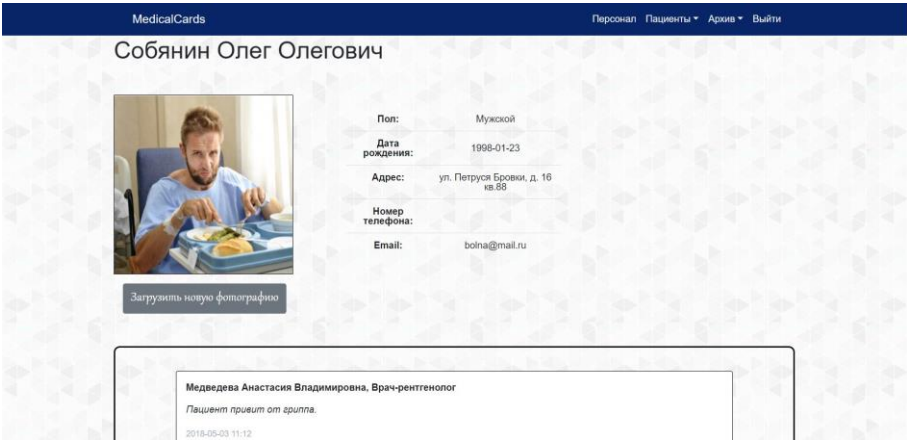 MedicalCards
Персонал Пациенты Архив Выйти
Собянин Олег Олегович
Пол: Мужской
Дата
рождения:
1998-01-23
Адрес: ул. Петруся Бровки, д. 16
кв.88
Номер
телефона:
Email: bolna@mail.ru
Загрузить новую фотографию
Медведева Анастасия Владимировна, Врач-рентгенолог
Пациент привит от гриппа.
2018-05-03 11:12